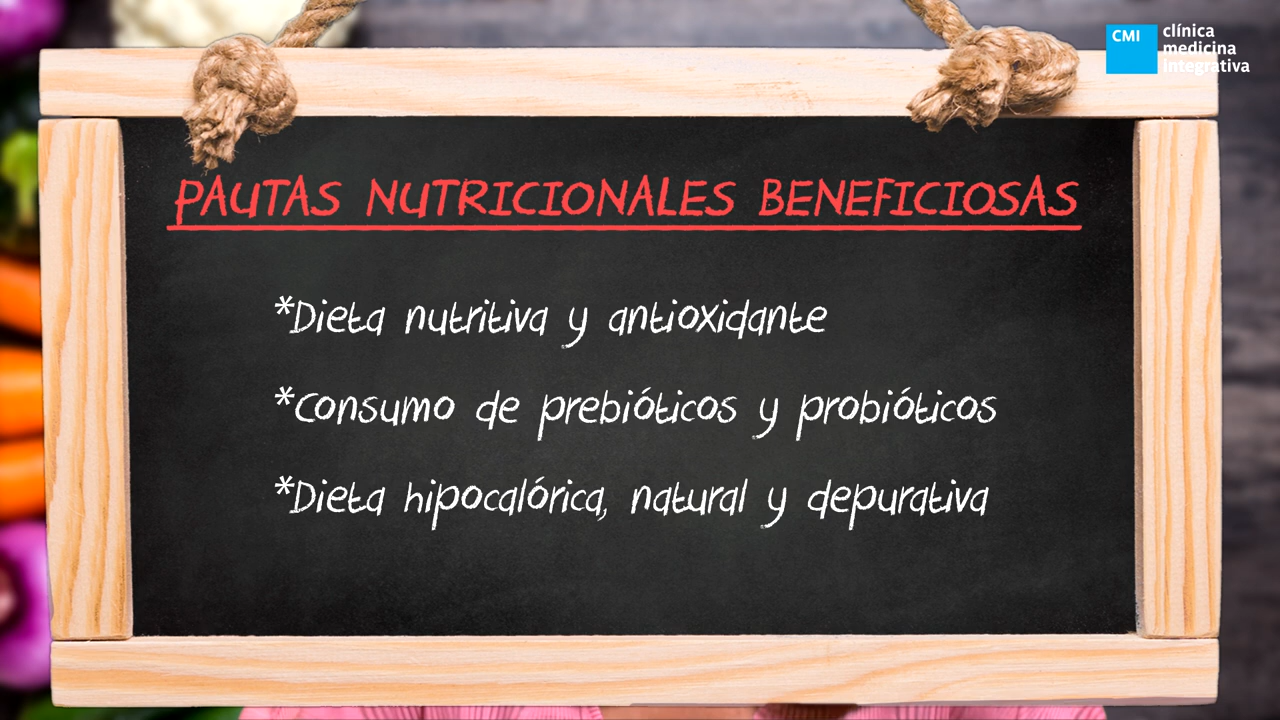 CMI
clínica
medicina
integrativa
PAUTAS NUTRICIONALES BENEFICIOSAS
*Dieta nutritiva y antioxidante
*Consumo de prebióticos y probióticos
*Dieta hipocalórica, natural y depurativa